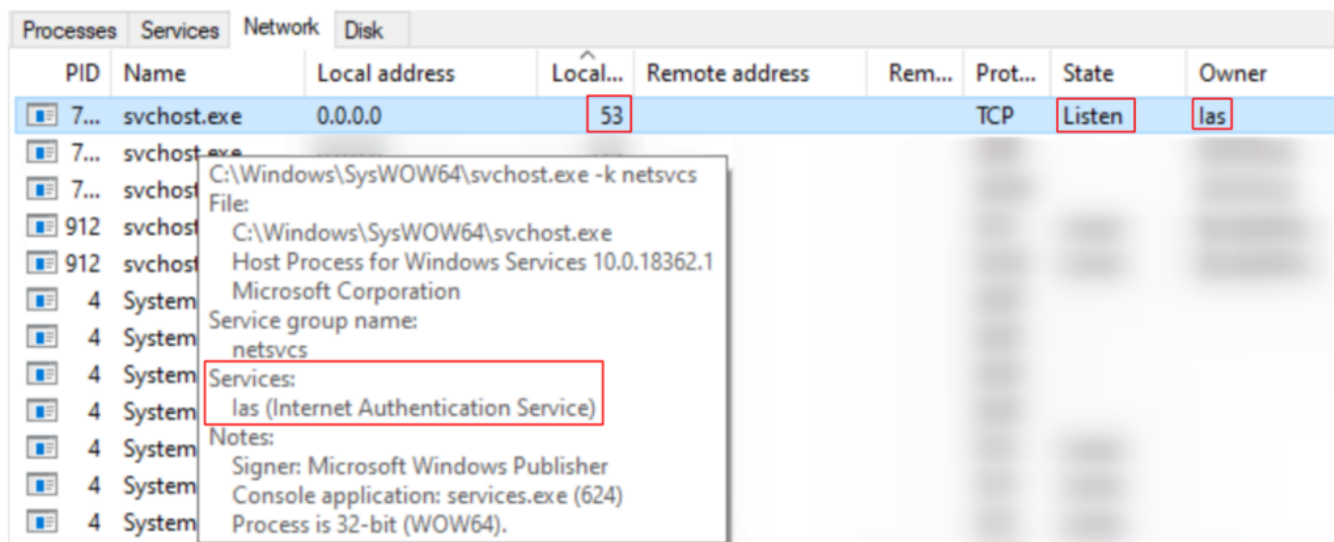 Processes Services Network Disk
PID Name Local address Local... Remote address Rem... Prot... State Owner
7... svchost.exe 0.0.0.0 53 TCP Listen Ias
7... svchost.exe
7... svchost
912 svchost
912 svchost
4 System
4 System
4 System
4 System
4 System
4 System
4 System
C:\Windows\SysWOW64\svchost.exe -k netsvcs
File:
C:\Windows\SysWOW64\svchost.exe
Host Process for Windows Services 10.0.18362.1
Microsoft Corporation
Service group name:
netsvcs
Services:
Ias (Internet Authentication Service)
Notes:
Signer: Microsoft Windows Publisher
Console application: services.exe (624)
Process is 32-bit (WOW64).